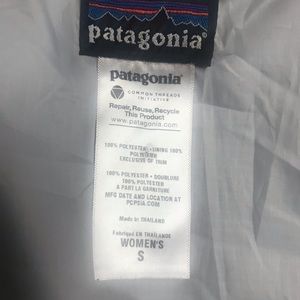 patagonia
patagonia
COMMON THREADS
INITIATIVE
Repair, Reuse, Recycle
This Product
www.patagonia.com
100% POLYESTER • LINING 100%
POLYESTER
EXCLUSIVE OF TRIM
100% POLYESTER • DOUBLURE
100% POLYESTER
A PART LA GARNITURE
MFG DATE AND LOCATION AT
PCPSIA.COM
Made in THAILAND
Fabriqué en THAÏLANDE
WOMEN'S
S